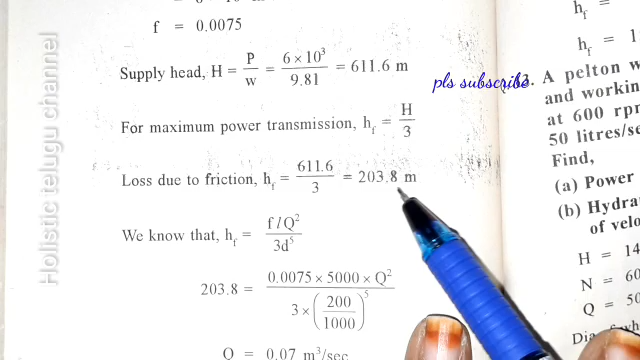 f = 0.0075
Supply head, H = P/w = 6 × 10³/9.81 = 611.6 m
For maximum power transmission, h_f = H/3
Loss due to friction, h_f = 611.6/3 = 203.8 m
We know that, h_f = f l Q²/3d⁵
203.8 = 0.0075 × 5000 × Q²/3 × (200/1000)⁵
Q = 0.07 m³/sec
Holistic telugu channel
pls subscribe
h_f =
h_f = 1
3. A pelton w
and workin
at 600 rpm
50 litres/se
Find,
(a) Power
(b) Hydra
of velo
H = 14
N = 60
Q = 50